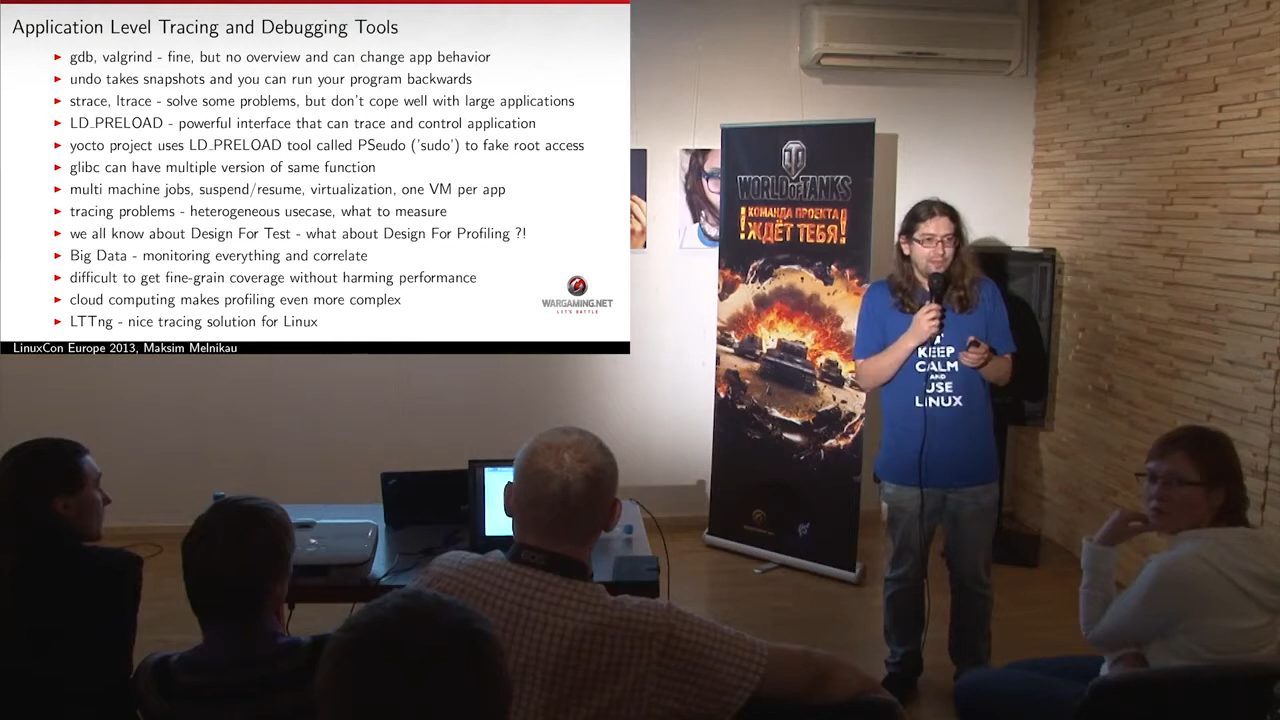 Application Level Tracing and Debugging Tools
gdb, valgrind - fine, but no overview and can change app behavior
undo takes snapshots and you can run your program backwards
strace, ltrace - solve some problems, but don't cope well with large applications
LD_PRELOAD - powerful interface that can trace and control application
yocto project uses LD_PRELOAD tool called PSeudo ('sudo') to fake root access
glibc can have multiple version of same function
multi machine jobs, suspend/resume, virtualization, one VM per app
tracing problems - heterogeneous usecase, what to measure
we all know about Design For Test - what about Design For Profiling ?!
Big Data - monitoring everything and correlate
difficult to get fine-grain coverage without harming performance
cloud computing makes profiling even more complex
LTTng - nice tracing solution for Linux
WARGAMING.NET
LET'S BATTLE
LinuxCon Europe 2013, Maksim Melnikau
WORLD OF TANKS
КОМАНДА ПРОЕКТА
ЖДЁТ ТЕБЯ!
KEEP
CALM
AND
USE
LINUX
EOS